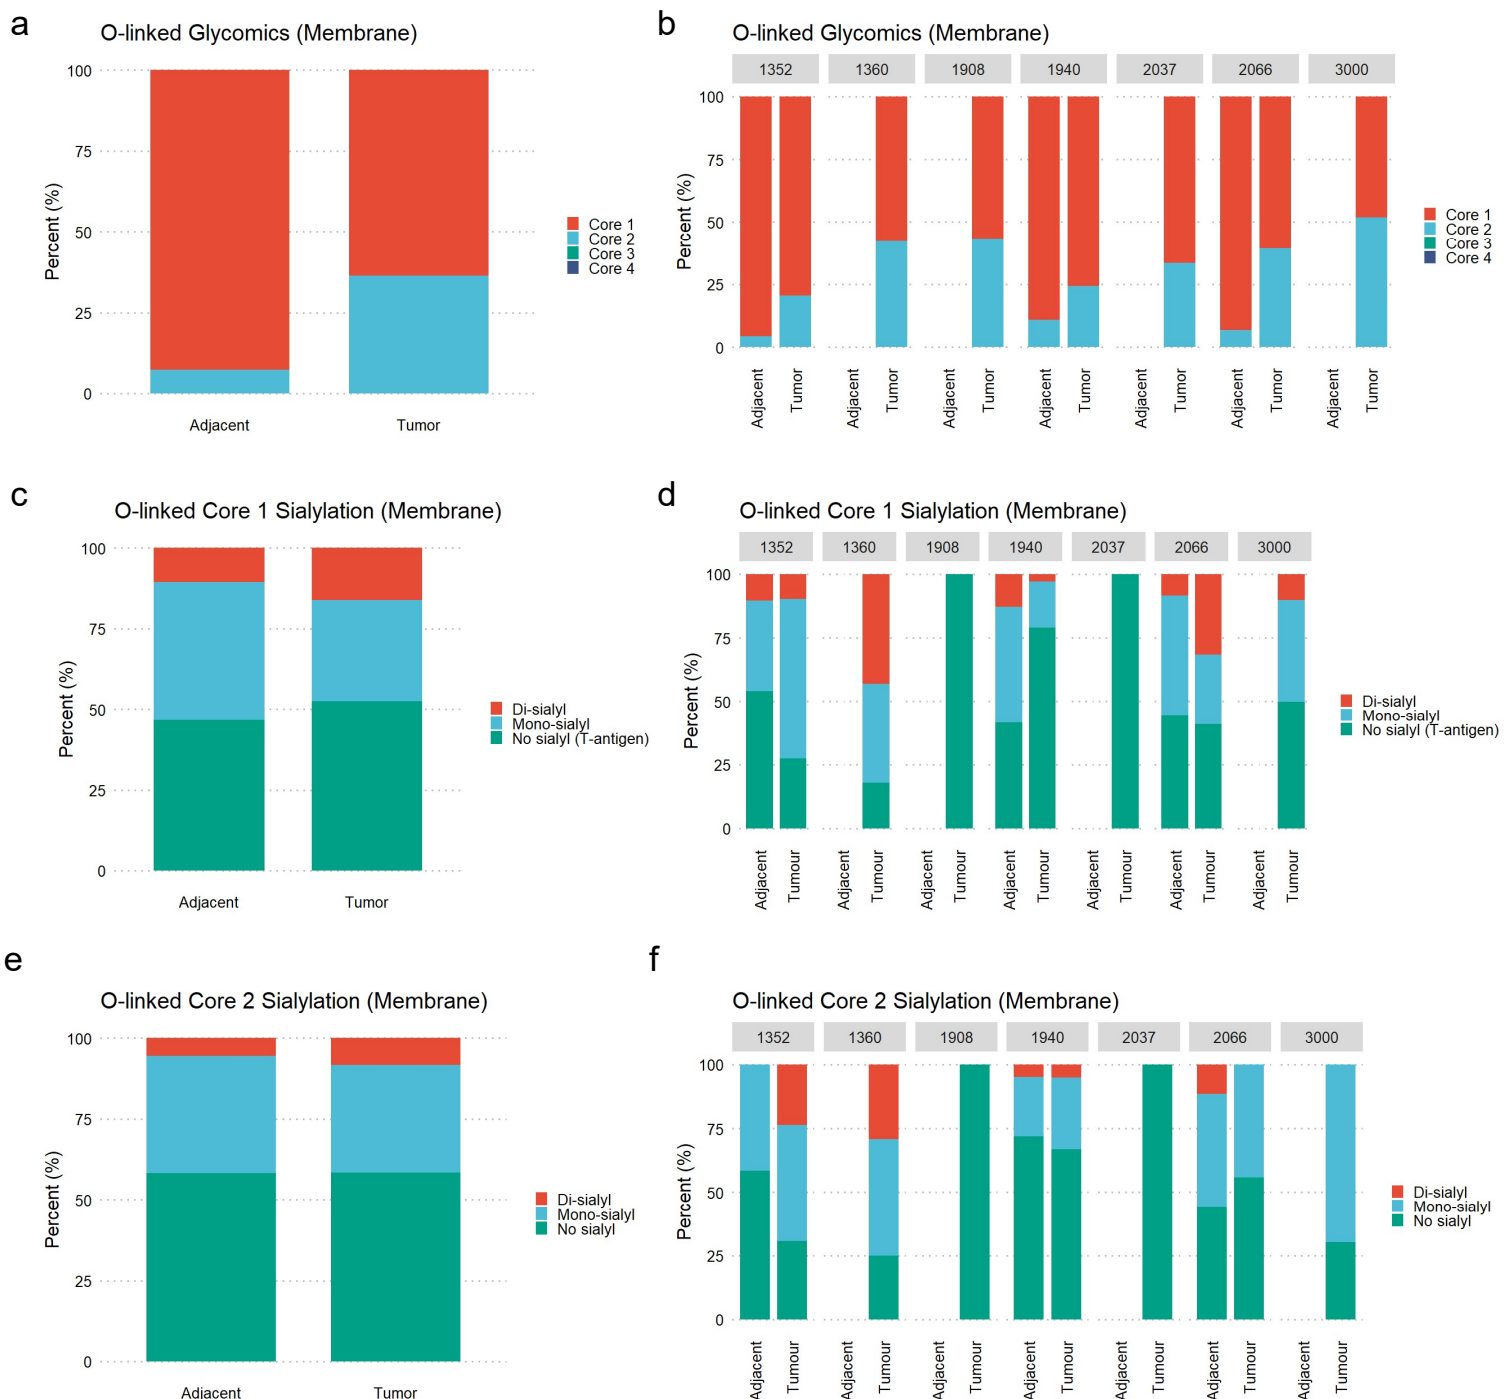 a
O-linked Glycomics (Membrane)
100
75
50
25
0
Percent (%)
Adjacent
Tumor
Core 1
Core 2
Core 3
Core 4
b
O-linked Glycomics (Membrane)
1352 1360 1908 1940 2037 2066 3000
100
75
50
25
0
Percent (%)
Adjacent Tumor Adjacent Tumor Adjacent Tumor Adjacent Tumor Adjacent Tumor Adjacent Tumor Adjacent Tumor
Core 1
Core 2
Core 3
Core 4
c
O-linked Core 1 Sialylation (Membrane)
100
75
50
25
0
Percent (%)
Adjacent
Tumor
Di-sialyl
Mono-sialyl
No sialyl (T-antigen)
d
O-linked Core 1 Sialylation (Membrane)
1352 1360 1908 1940 2037 2066 3000
100
75
50
25
0
Percent (%)
Adjacent Tumour Adjacent Tumour Adjacent Tumour Adjacent Tumour Adjacent Tumour Adjacent Tumour Adjacent Tumour
Di-sialyl
Mono-sialyl
No sialyl (T-antigen)
e
O-linked Core 2 Sialylation (Membrane)
100
75
50
25
0
Percent (%)
Adjacent
Tumor
Di-sialyl
Mono-sialyl
No sialyl
f
O-linked Core 2 Sialylation (Membrane)
1352 1360 1908 1940 2037 2066 3000
100
75
50
25
0
Percent (%)
Adjacent Tumour Adjacent Tumour Adjacent Tumour Adjacent Tumour Adjacent Tumour Adjacent Tumour Adjacent Tumour
Di-sialyl
Mono-sialyl
No sialyl